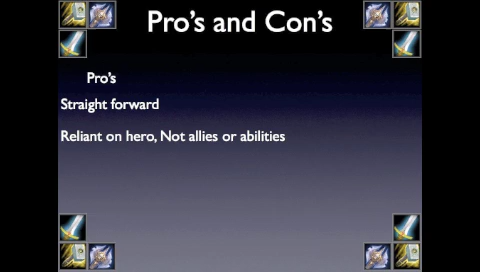 Pro's and Con's
Pro's
Straight forward
Reliant on hero, Not allies or abilities